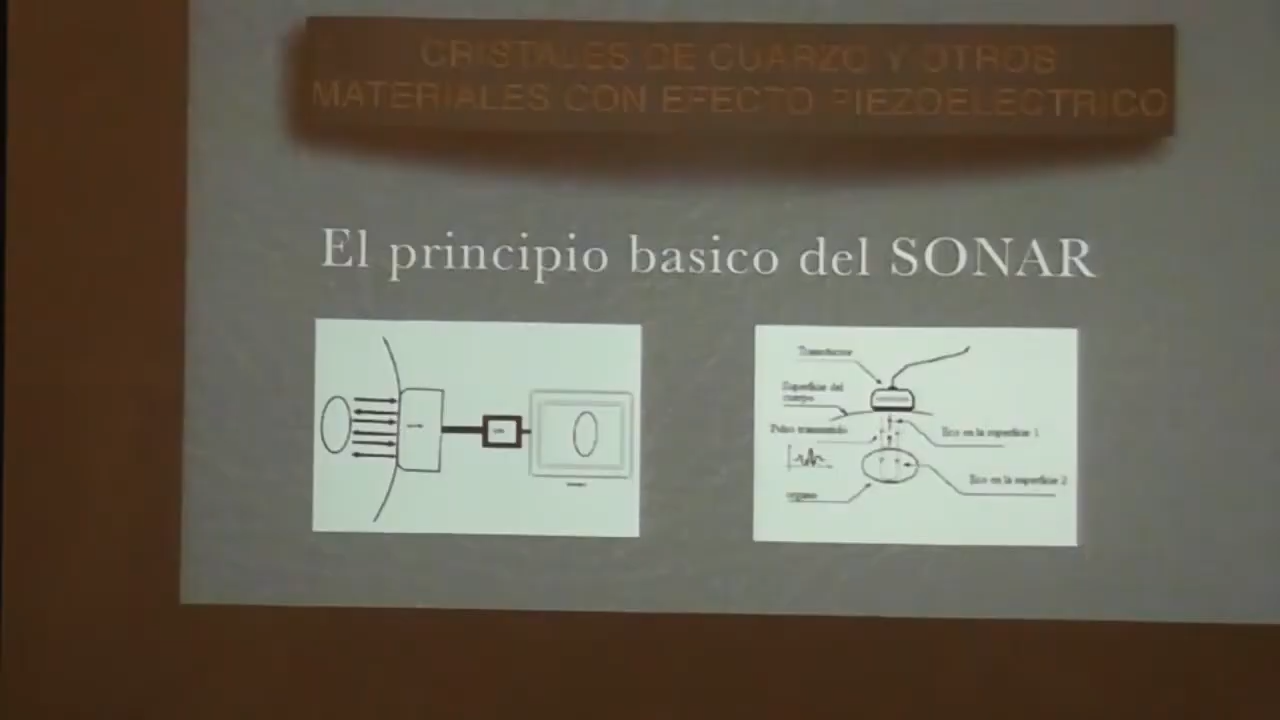 CRISTALES DE CUARZO Y OTROS
MATERIALES CON EFECTO PIEZOELECTRICO
El principio basico del SONAR
Transductor
Superficie del
cuerpo
Pulso transmitido
Eco en la superficie 1
Eco en la superficie 2
organo